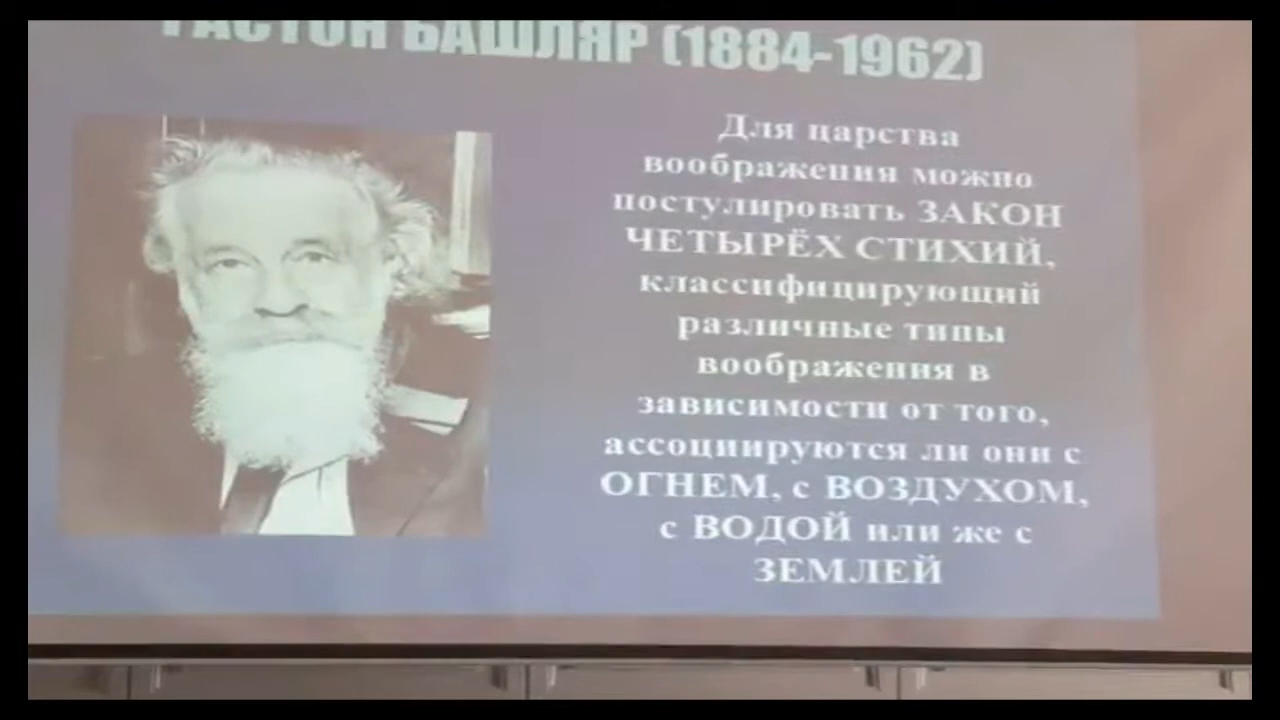 ГАСТОН БАШЛЯР (1884-1962)
Для царства
воображения можно
постулировать ЗАКОН
ЧЕТЫРЁХ СТИХИЙ,
классифицирующий
различные типы
воображения в
зависимости от того,
ассоциируются ли они с
ОГНЕМ, с ВОЗДУХОМ,
с ВОДОЙ или же с
ЗЕМЛЕЙ